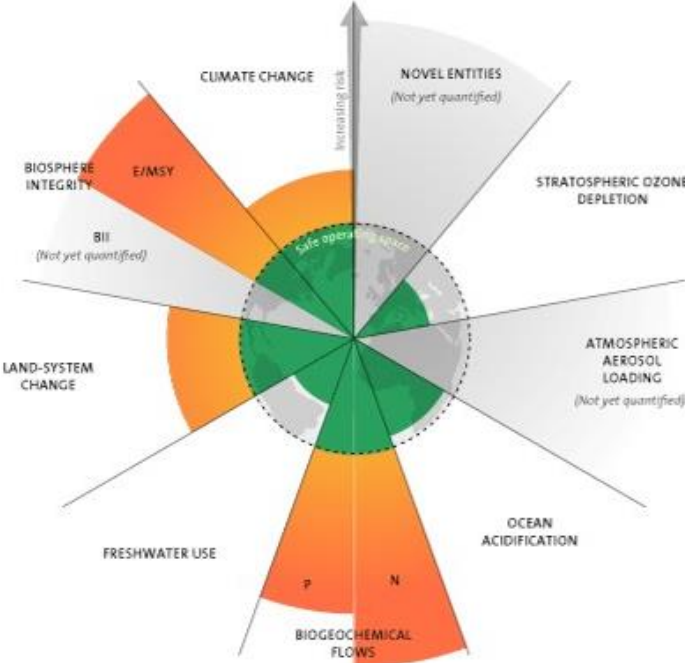 CLIMATE CHANGE
Increasing risk
NOVEL ENTITIES
(Not yet quantified)
STRATOSPHERIC OZONE
DEPLETION
BIOSPHERE
INTEGRITY
E/MSY
BII
(Not yet quantified)
Safe operating space
ATMOSPHERIC
AEROSOL
LOADING
(Not yet quantified)
LAND-SYSTEM
CHANGE
OCEAN
ACIDIFICATION
FRESHWATER USE
P
N
BIOGEOCHEMICAL
FLOWS